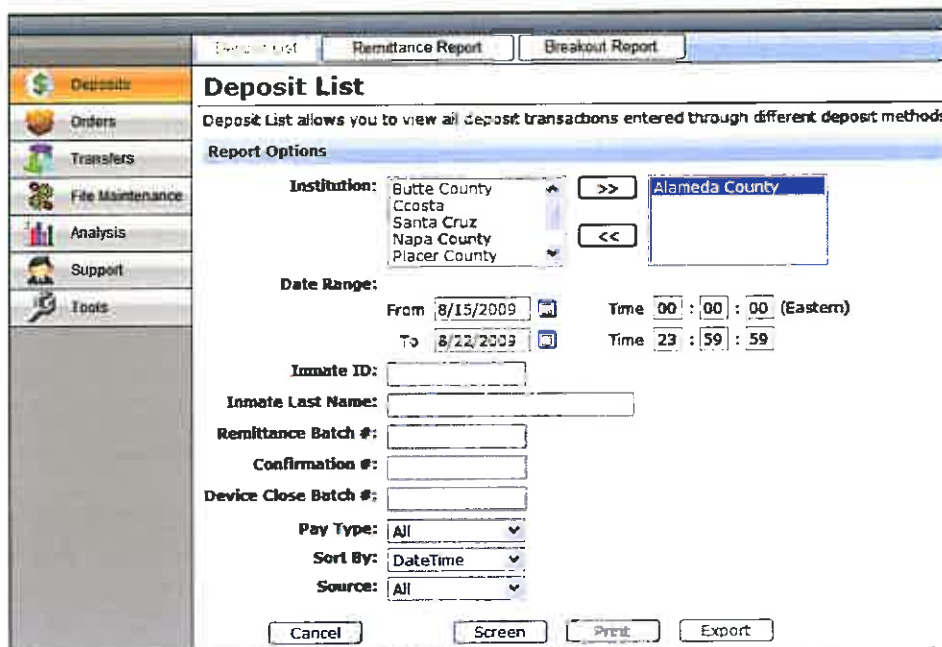 Deposit List Remittance Report Breakout Report
Deposits
Orders
Transfers
File Maintenance
Analysis
Support
Tools
Deposit List
Deposit List allows you to view all deposit transactions entered through different deposit methods
Report Options
Institution:
Butte County
Ccosta
Santa Cruz
Napa County
Placer County
>>
<<
Alameda County
Date Range:
From 8/15/2009 Time 00 : 00 : 00 (Eastern)
To 8/22/2009 Time 23 : 59 : 59
Inmate ID:
Inmate Last Name:
Remittance Batch #:
Confirmation #:
Device Close Batch #:
Pay Type: All
Sort By: DateTime
Source: All
Cancel Screen Print Export